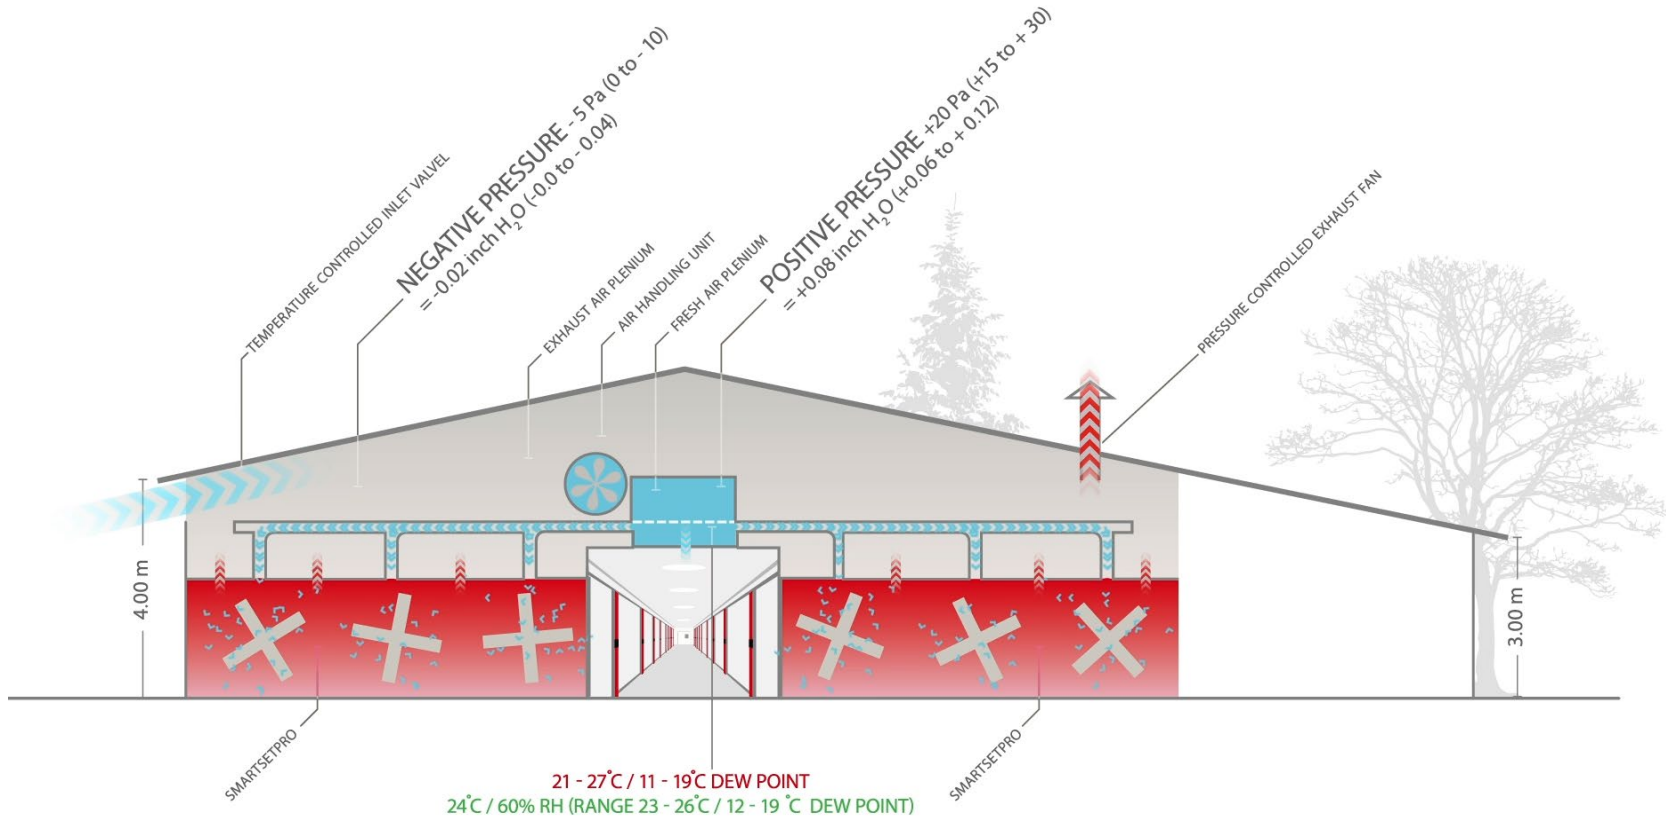 TEMPERATURE CONTROLLED INLET VALVEL
NEGATIVE PRESSURE - 5 Pa (0 to - 10)
= -0.02 inch H₂O (-0.0 to - 0.04)
EXHAUST AIR PLENIUM
AIR HANDLING UNIT
FRESH AIR PLENIUM
POSITIVE PRESSURE +20 Pa (+15 to + 30)
= +0.08 inch H₂O (+0.06 to + 0.12)
PRESSURE CONTROLLED EXHAUST FAN
4.00 m
3.00 m
SMARTSETPRO
SMARTSETPRO
21 - 27°C / 11 - 19°C DEW POINT
24°C / 60% RH (RANGE 23 - 26°C / 12 - 19 °C DEW POINT)